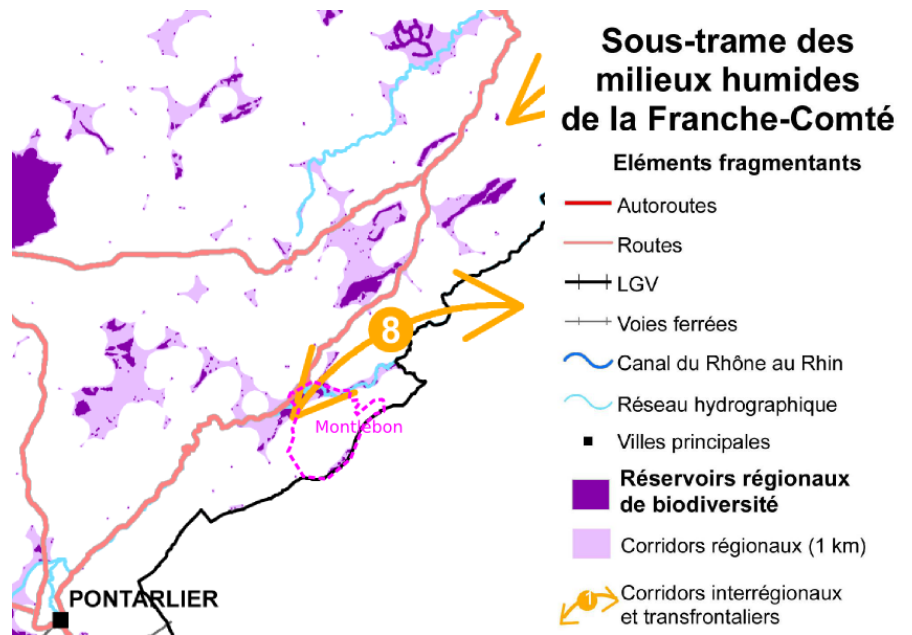 Sous-trame des
milieux humides
de la Franche-Comté
Eléments fragmentants
Autoroutes
Routes
LGV
Voies ferrées
Canal du Rhône au Rhin
Réseau hydrographique
Villes principales
Réservoirs régionaux
de biodiversité
Corridors régionaux (1 km)
1
Corridors interrégionaux
et transfrontaliers
8
Montlebon
PONTARLIER